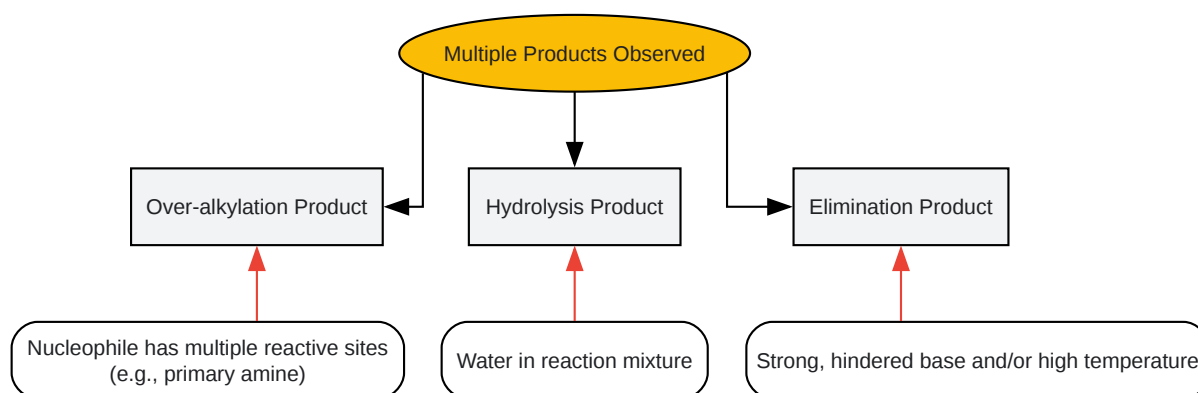 Multiple Products Observed
Over-alkylation Product
Hydrolysis Product
Elimination Product
Nucleophile has multiple reactive sites
(e.g., primary amine)
Water in reaction mixture
Strong, hindered base and/or high temperature